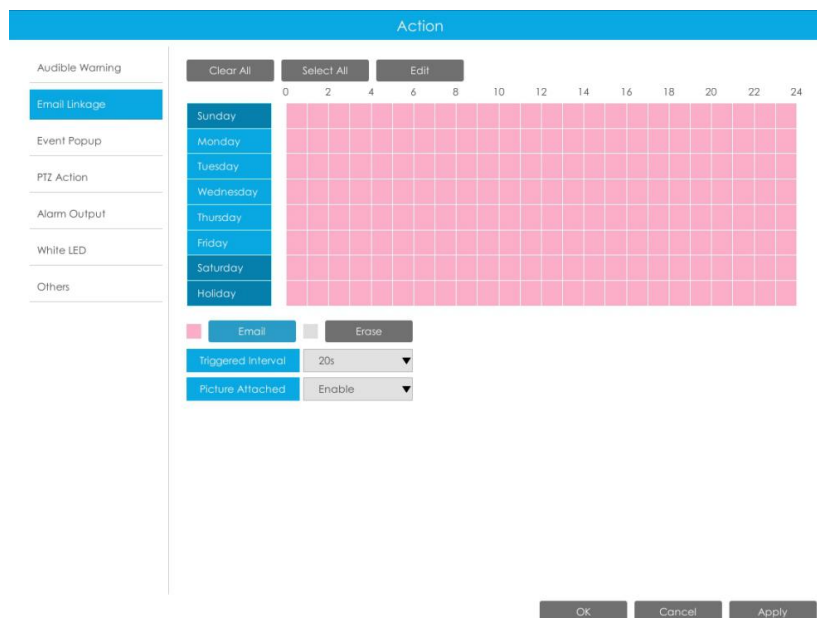 Action
Audible Warning
Email Linkage
Event Popup
PTZ Action
Alarm Output
White LED
Others
Clear All Select All Edit
0 2 4 6 8 10 12 14 16 18 20 22 24
Sunday
Monday
Tuesday
Wednesday
Thursday
Friday
Saturday
Holiday
Email Erase
Triggered Interval 20s
Picture Attached Enable
OK Cancel Apply